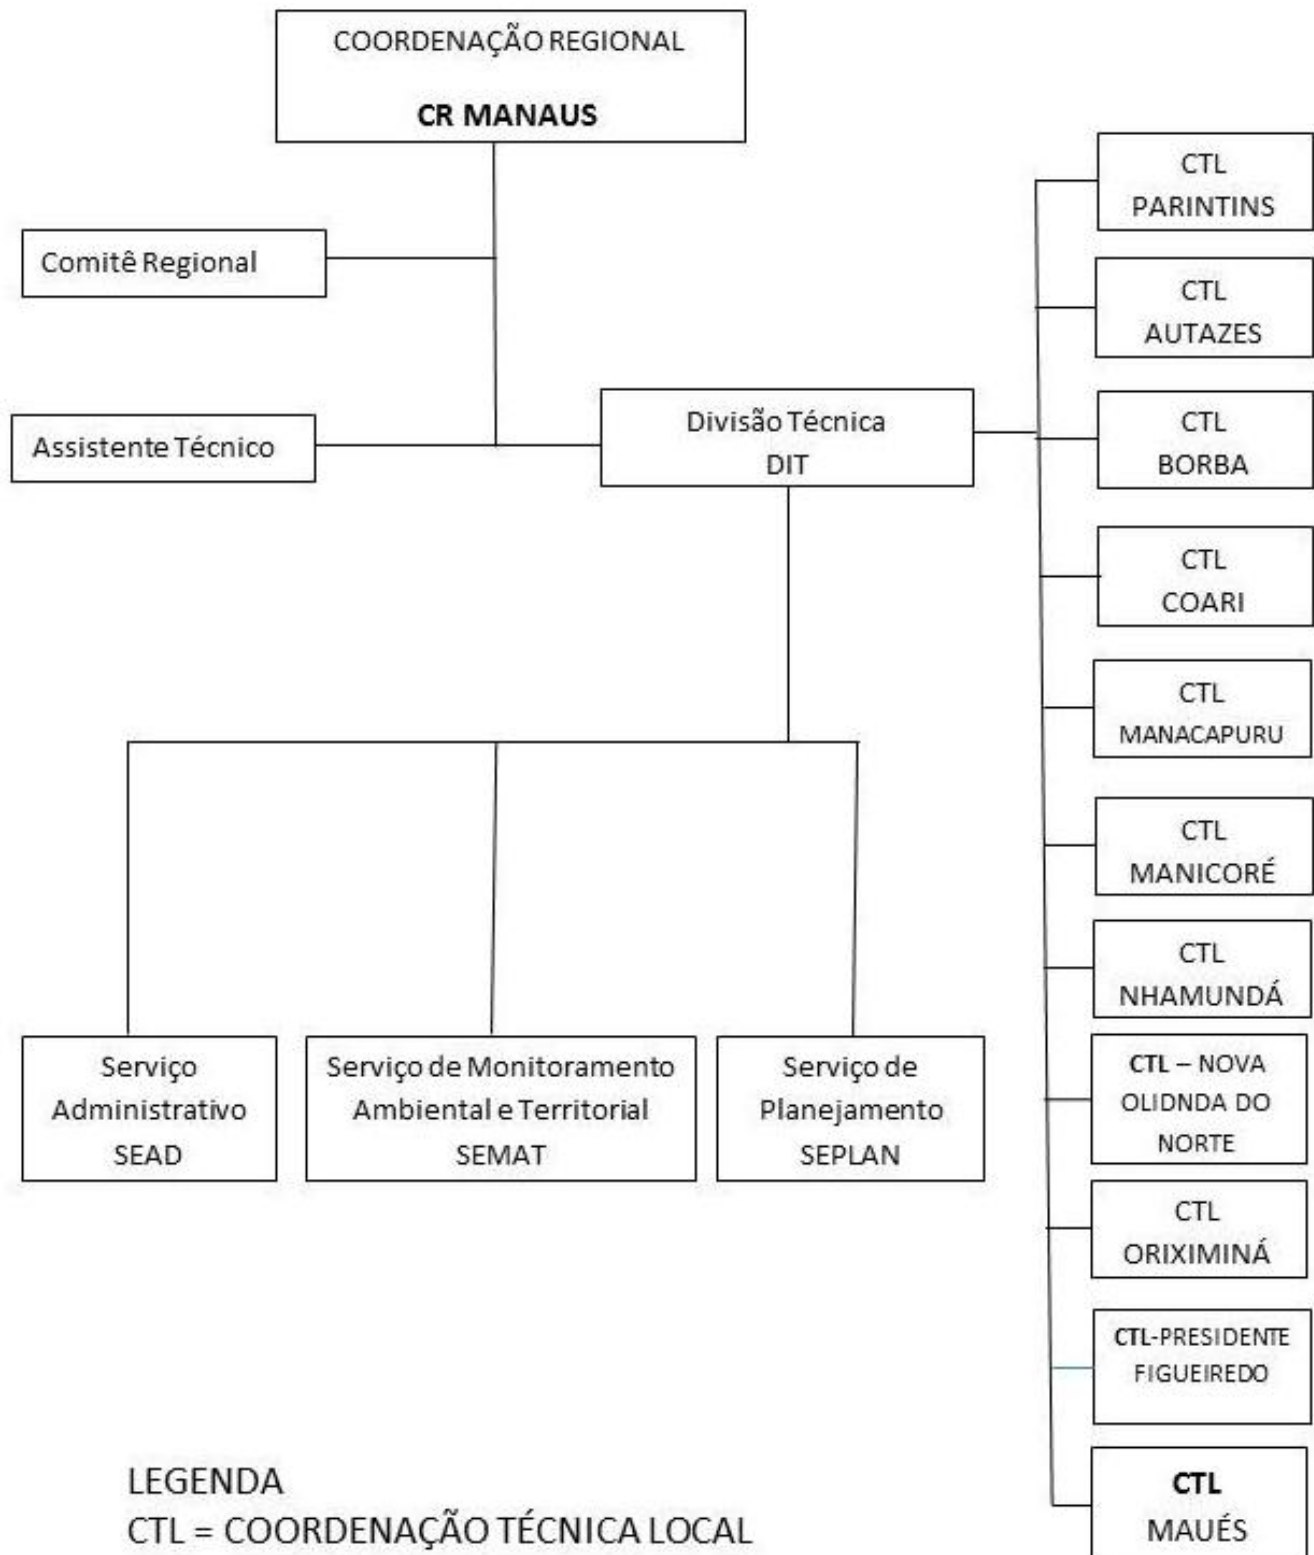 COORDENAÇÃO REGIONAL
CR MANAUS
Comitê Regional
Assistente Técnico
Divisão Técnica
DIT
Serviço
Administrativo
SEAD
Serviço de Monitoramento
Ambiental e Territorial
SEMAT
Serviço de
Planejamento
SEPLAN
CTL
PARINTINS
CTL
AUTAZES
CTL
BORBA
CTL
COARI
CTL
MANACAPURU
CTL
MANICORÉ
CTL
NHAMUNDÁ
CTL – NOVA
OLIDNDA DO
NORTE
CTL
ORIXIMINÁ
CTL-PRESIDENTE
FIGUEIREDO
CTL
MAUÉS
LEGENDA
CTL = COORDENAÇÃO TÉCNICA LOCAL